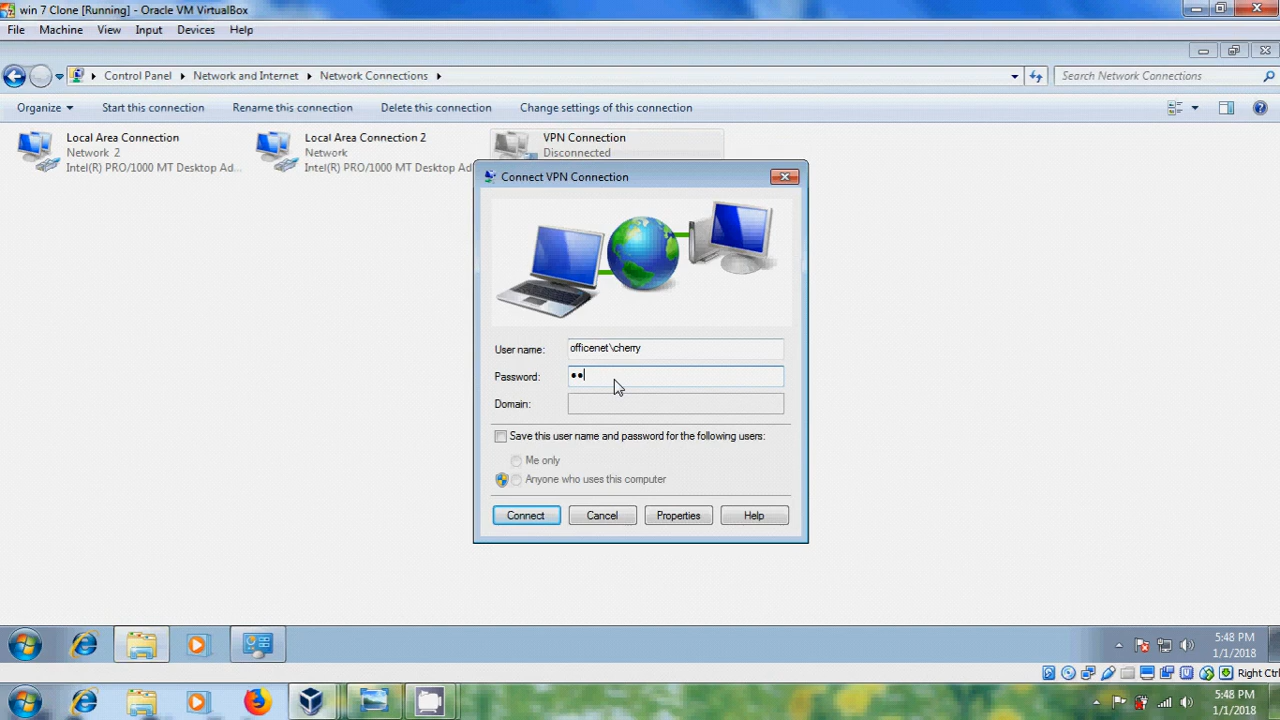 win 7 Clone [Running] - Oracle VM VirtualBox
File Machine View Input Devices Help
Control Panel Network and Internet Network Connections
Search Network Connections
Organize Start this connection Rename this connection Delete this connection Change settings of this connection
Local Area Connection
Network 2
Intel(R) PRO/1000 MT Desktop Ad...
Local Area Connection 2
Network
Intel(R) PRO/1000 MT Desktop Ad
VPN Connection
Disconnected
Connect VPN Connection
User name: officenet\cherry
Password: ●●
Domain:
Save this user name and password for the following users:
Me only
Anyone who uses this computer
Connect Cancel Properties Help
5:48 PM
1/1/2018
Right Ctrl
5:48 PM
1/1/2018